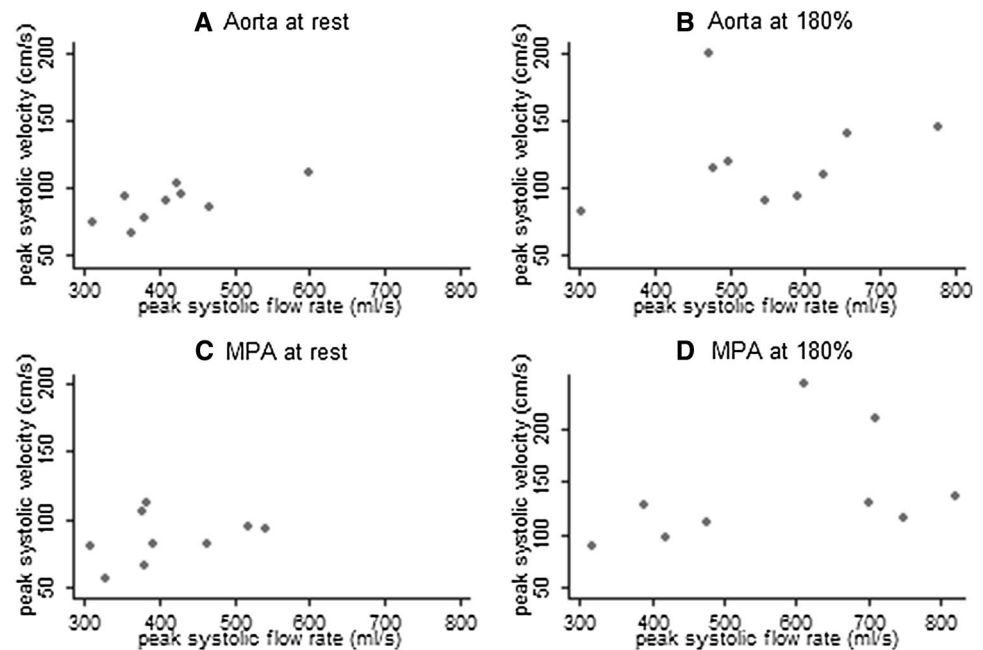 A Aorta at rest
peak systolic velocity (cm/s)
200
150
100
50
300 400 500 600 700 800
peak systolic flow rate (ml/s)
B Aorta at 180%
peak systolic velocity (cm/s)
200
150
100
50
300 400 500 600 700 800
peak systolic flow rate (ml/s)
C MPA at rest
peak systolic velocity (cm/s)
200
150
100
50
300 400 500 600 700 800
peak systolic flow rate (ml/s)
D MPA at 180%
peak systolic velocity (cm/s)
200
150
100
50
300 400 500 600 700 800
peak systolic flow rate (ml/s)